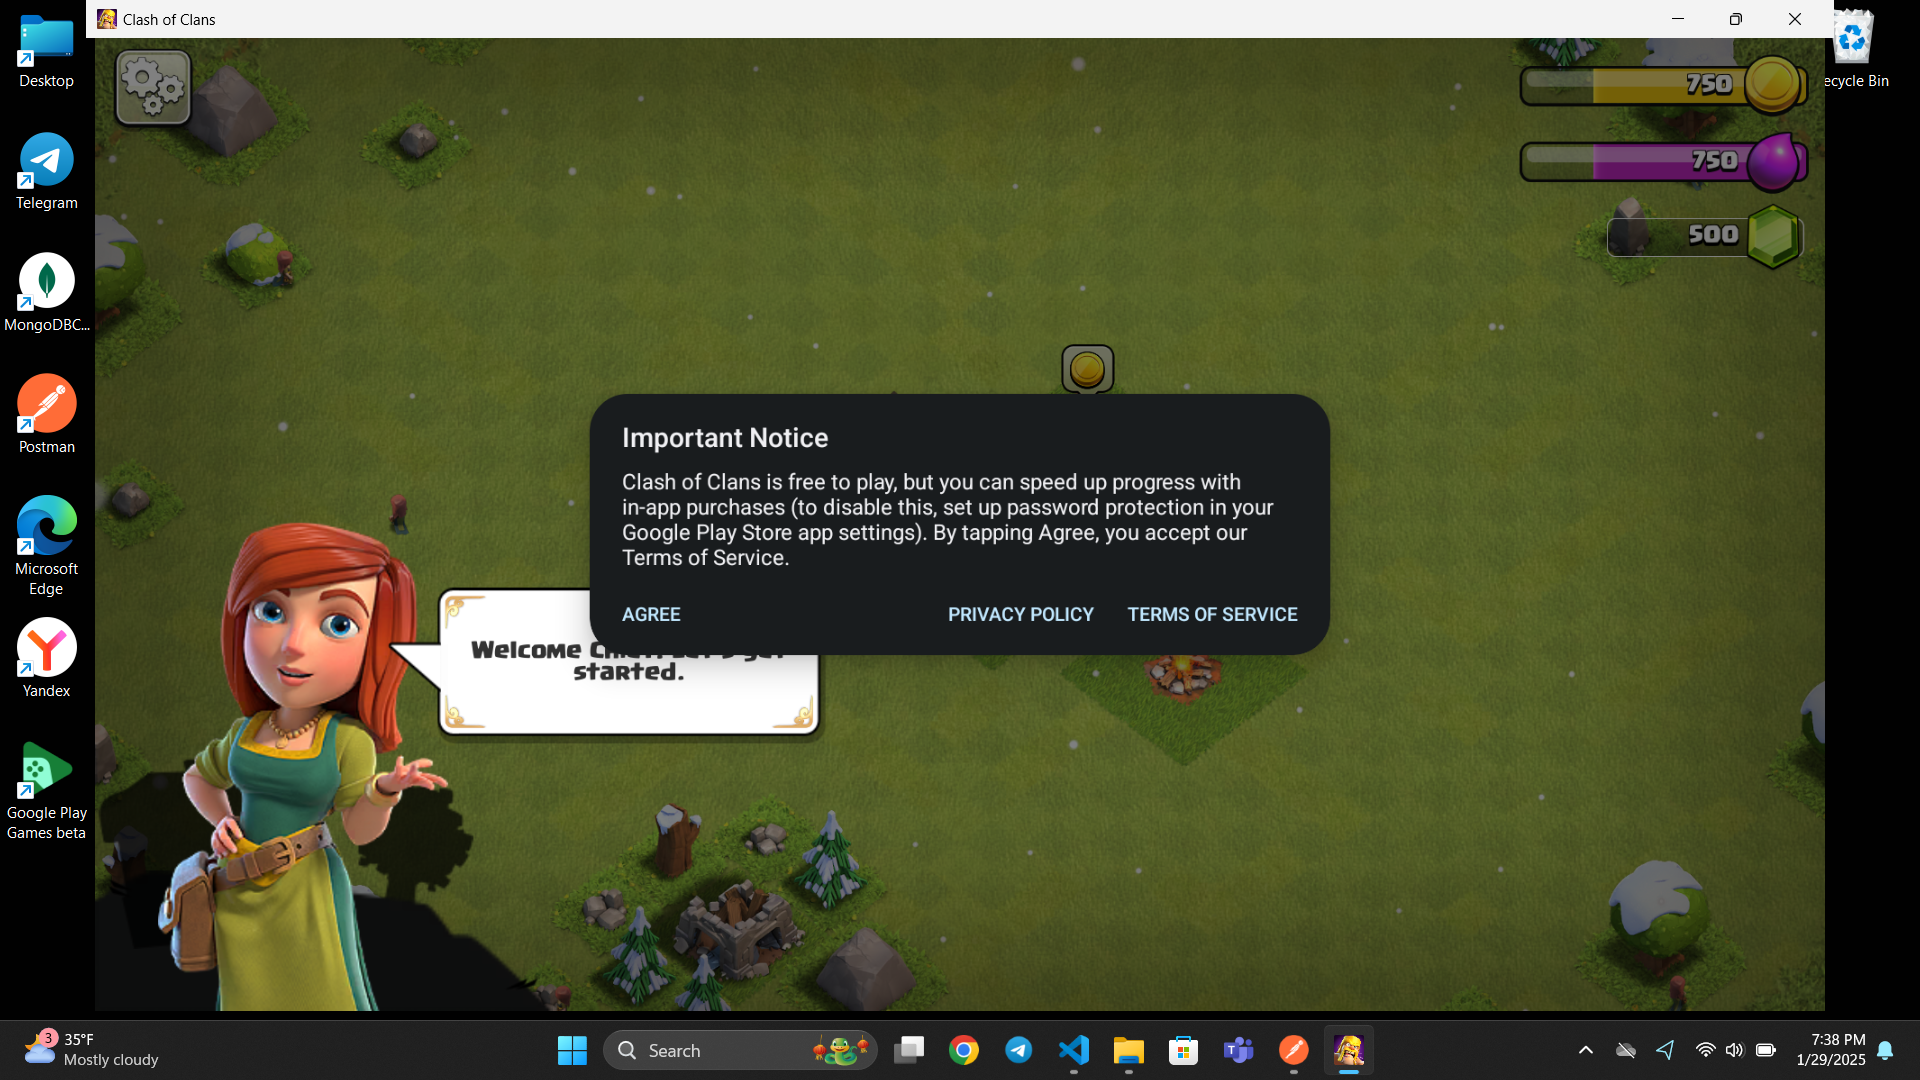 Clash of Clans
Desktop
Telegram
MongoDBC...
Postman
Microsoft
Edge
Yandex
Google Play
Games beta
ecycle Bin
750
750
500
Important Notice
Clash of Clans is free to play, but you can speed up progress with
in-app purchases (to disable this, set up password protection in your
Google Play Store app settings). By tapping Agree, you accept our
Terms of Service.
AGREE
PRIVACY POLICY
TERMS OF SERVICE
Welcome
started.
3
35°F
Mostly cloudy
Search
7:38 PM
1/29/2025